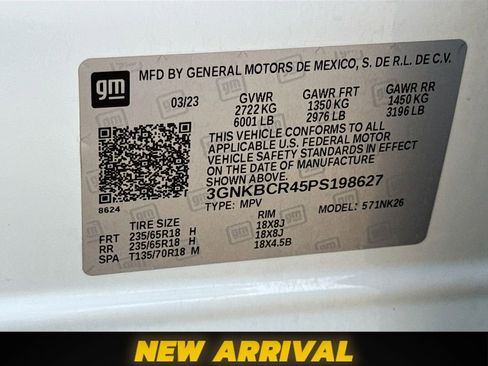 gm
MFD BY GENERAL MOTORS DE MEXICO, S. DE R.L. DE C.V.
03/23 GVWR GAWR FRT GAWR RR
2722 KG 1350 KG 1450 KG
6001 LB 2976 LB 3196 LB
THIS VEHICLE CONFORMS TO ALL
APPLICABLE U.S. FEDERAL MOTOR
VEHICLE SAFETY STANDARDS IN EFFECT
ON THE DATE OF MANUFACTURE
SHOWN ABOVE.
3GNKBCR45PS198627
TYPE: MPV MODEL: 571NK26
8624
TIRE SIZE RIM
FRT 235/65R18 H 18X8J
RR 235/65R18 H 18X8J
SPA T135/70R18 M 18X4.5B
NEW ARRIVAL